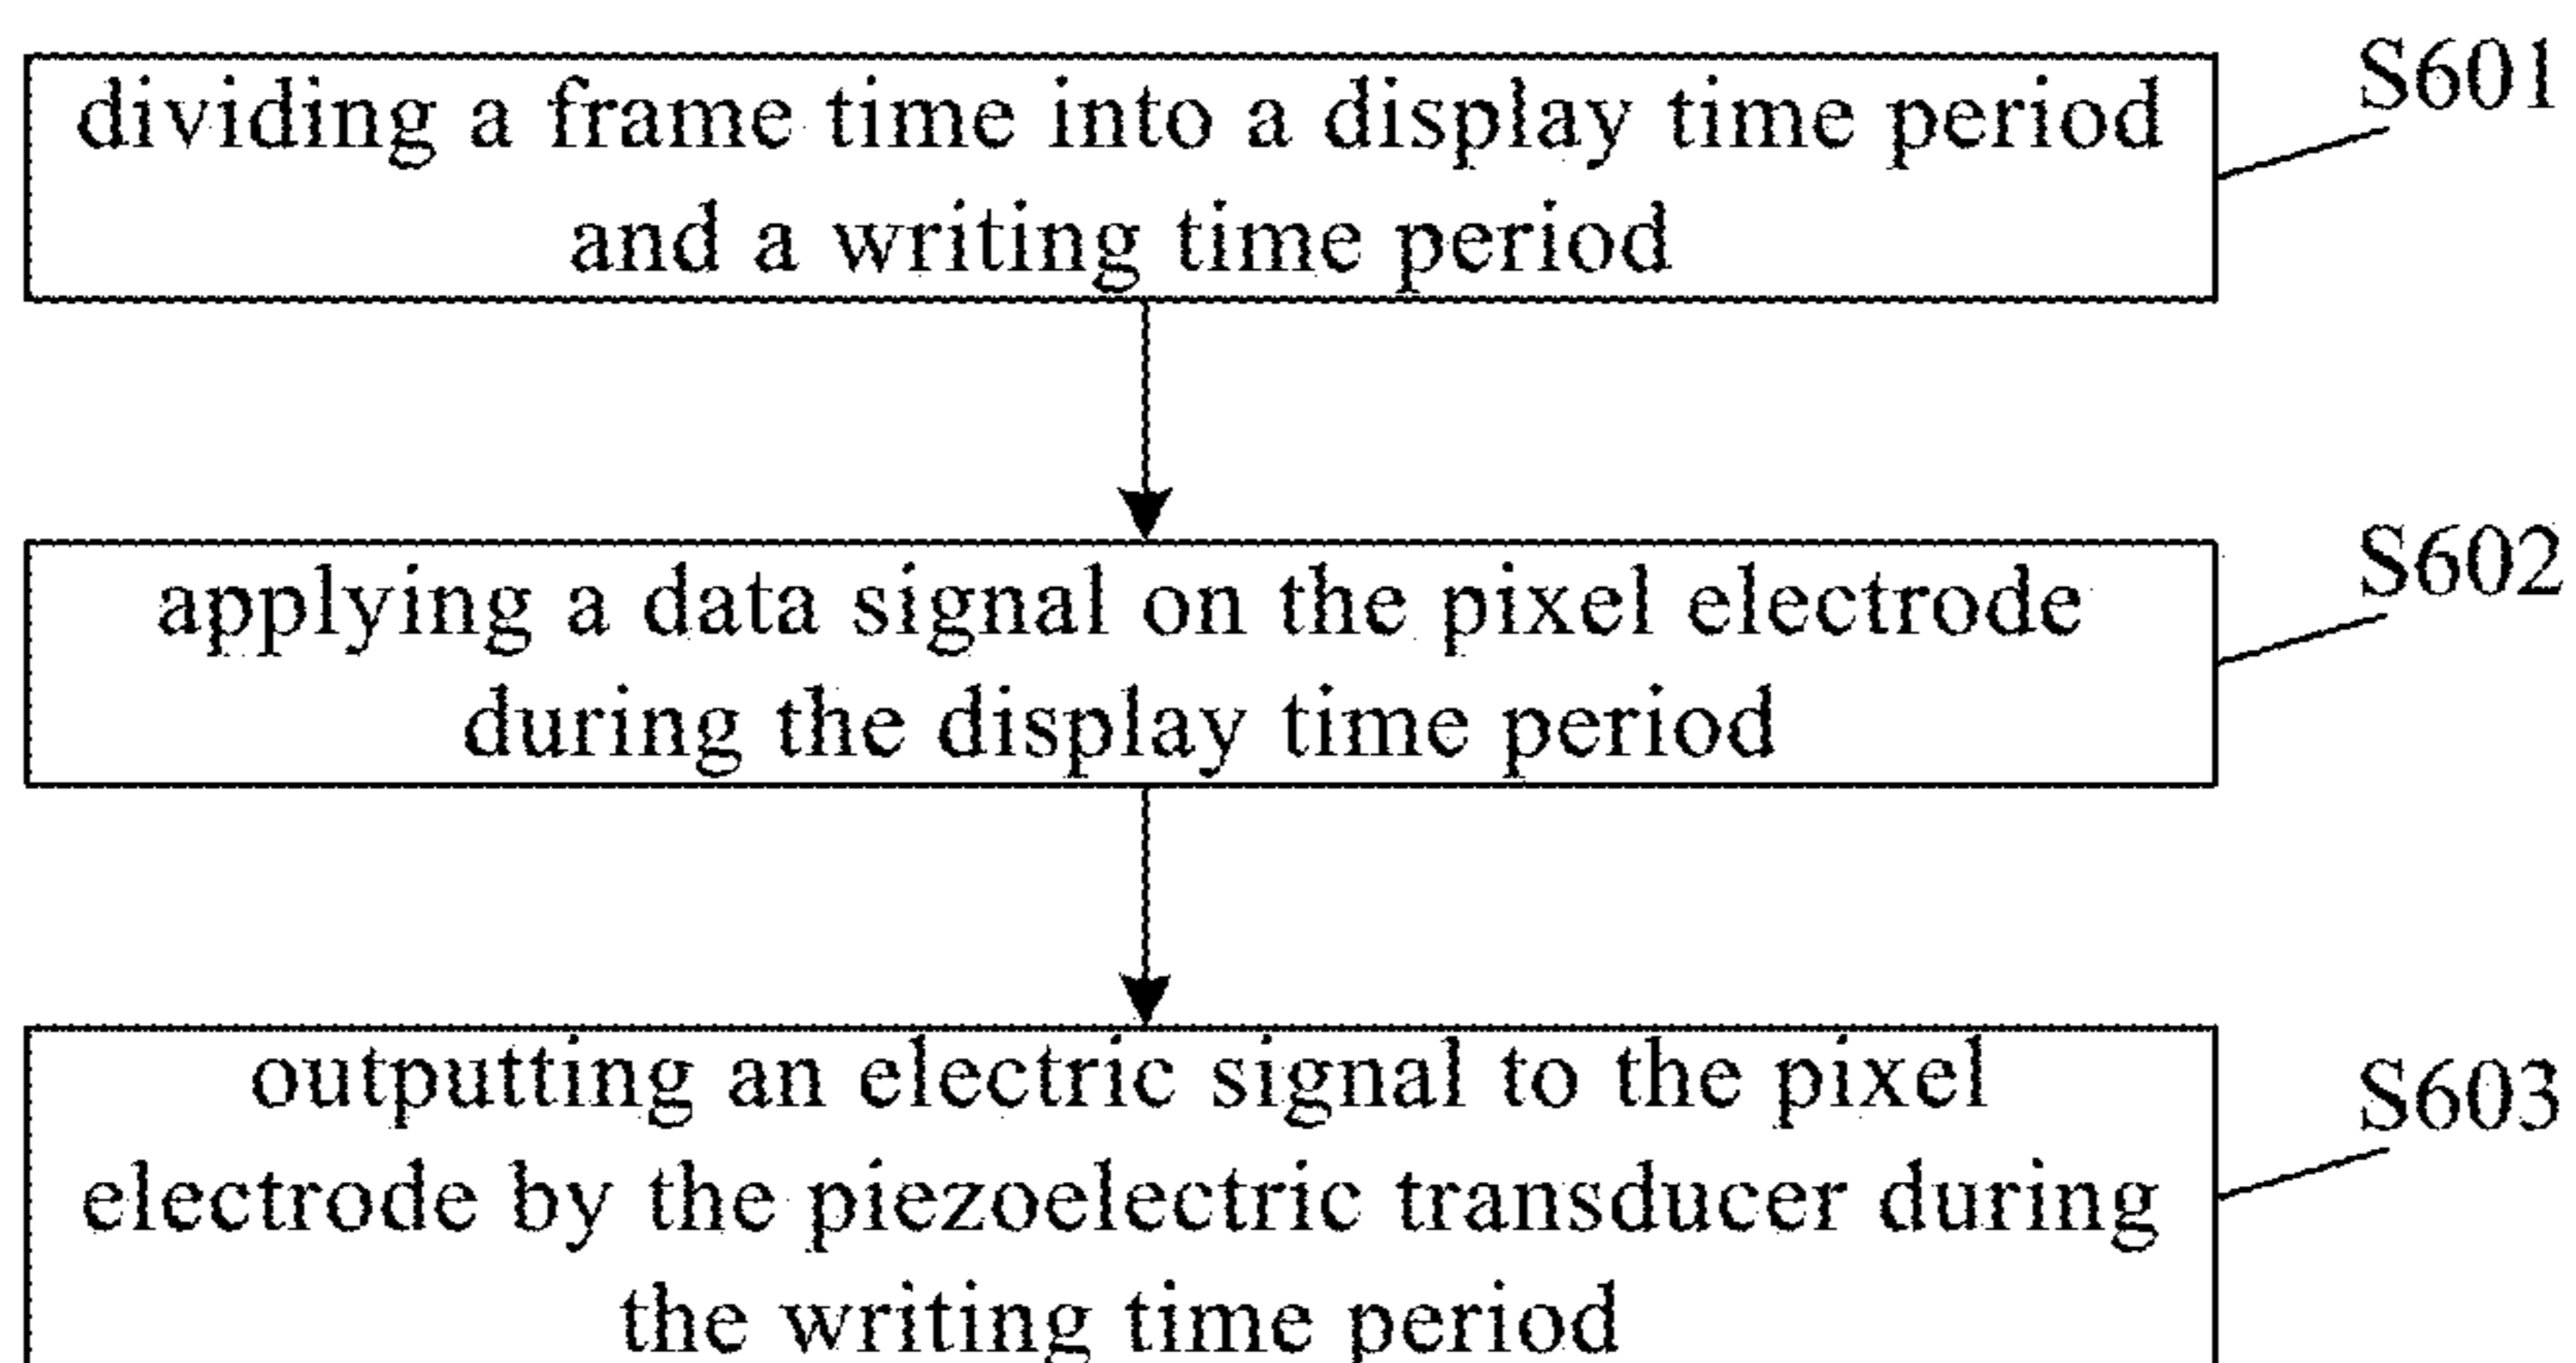 S601
dividing a frame time into a display time period
and a writing time period
S602
applying a data signal on the pixel electrode
during the display time period
S603
outputting an electric signal to the pixel
electrode by the piezoelectric transducer during
the writing time period